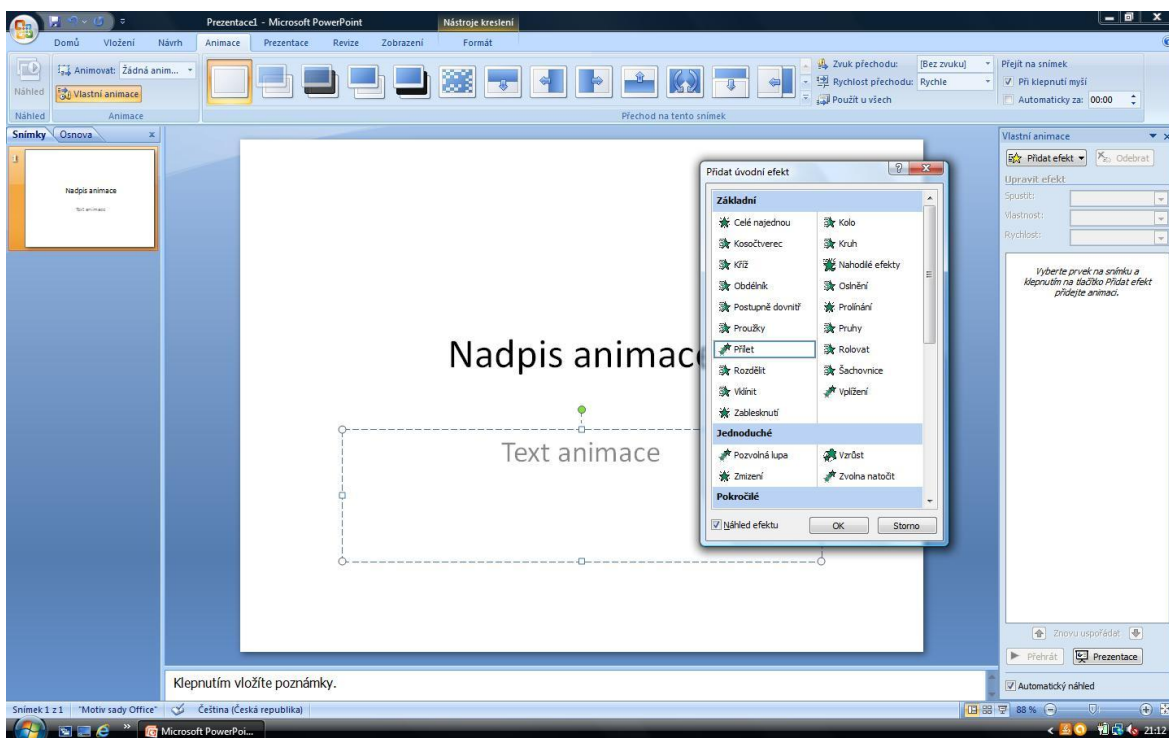 Prezentace1 - Microsoft PowerPoint
Nástroje kreslení
Domů Vložení Návrh Animace Prezentace Revize Zobrazení Formát
Náhled
Animovat: Žádná anim...
Vlastní animace
Zvuk přechodu: [Bez zvuku]
Rychlost přechodu: Rychle
Použít u všech
Přejít na snímek
Při klepnutí myší
Automaticky za: 00:00
Náhled Animace Přechod na tento snímek
Snímky Osnova x
1
Nadpis animace
Text animace
Nadpis animace
Text animace
Klepnutím vložíte poznámky.
Přidat úvodní efekt
Základní
Celé najednou Kolo
Kosočtverec Kruh
Kříž Nahodilé efekty
Obdélník Oslnění
Postupně dovnitř Prolínání
Proužky Pruhy
Přílet Rolovat
Rozdělit Šachovnice
Vklínit Vplížení
Zablesknutí
Jednoduché
Pozvolná lupa Vzrůst
Zmizení Zvolna natočit
Pokročilé
Náhled efektu OK Storno
Vlastní animace
Přidat efekt Odebrat
Upravit efekt
Spustit:
Vlastnost:
Rychlost:
Vyberte prvek na snímku a
klepnutím na tlačítko Přidat efekt
přidejte animaci.
Znovu uspořádat
Přehrát Prezentace
Automatický náhled
Snímek 1 z 1 "Motiv sady Office" Čeština (Česká republika) 88 %
Microsoft PowerPoi... 21:12